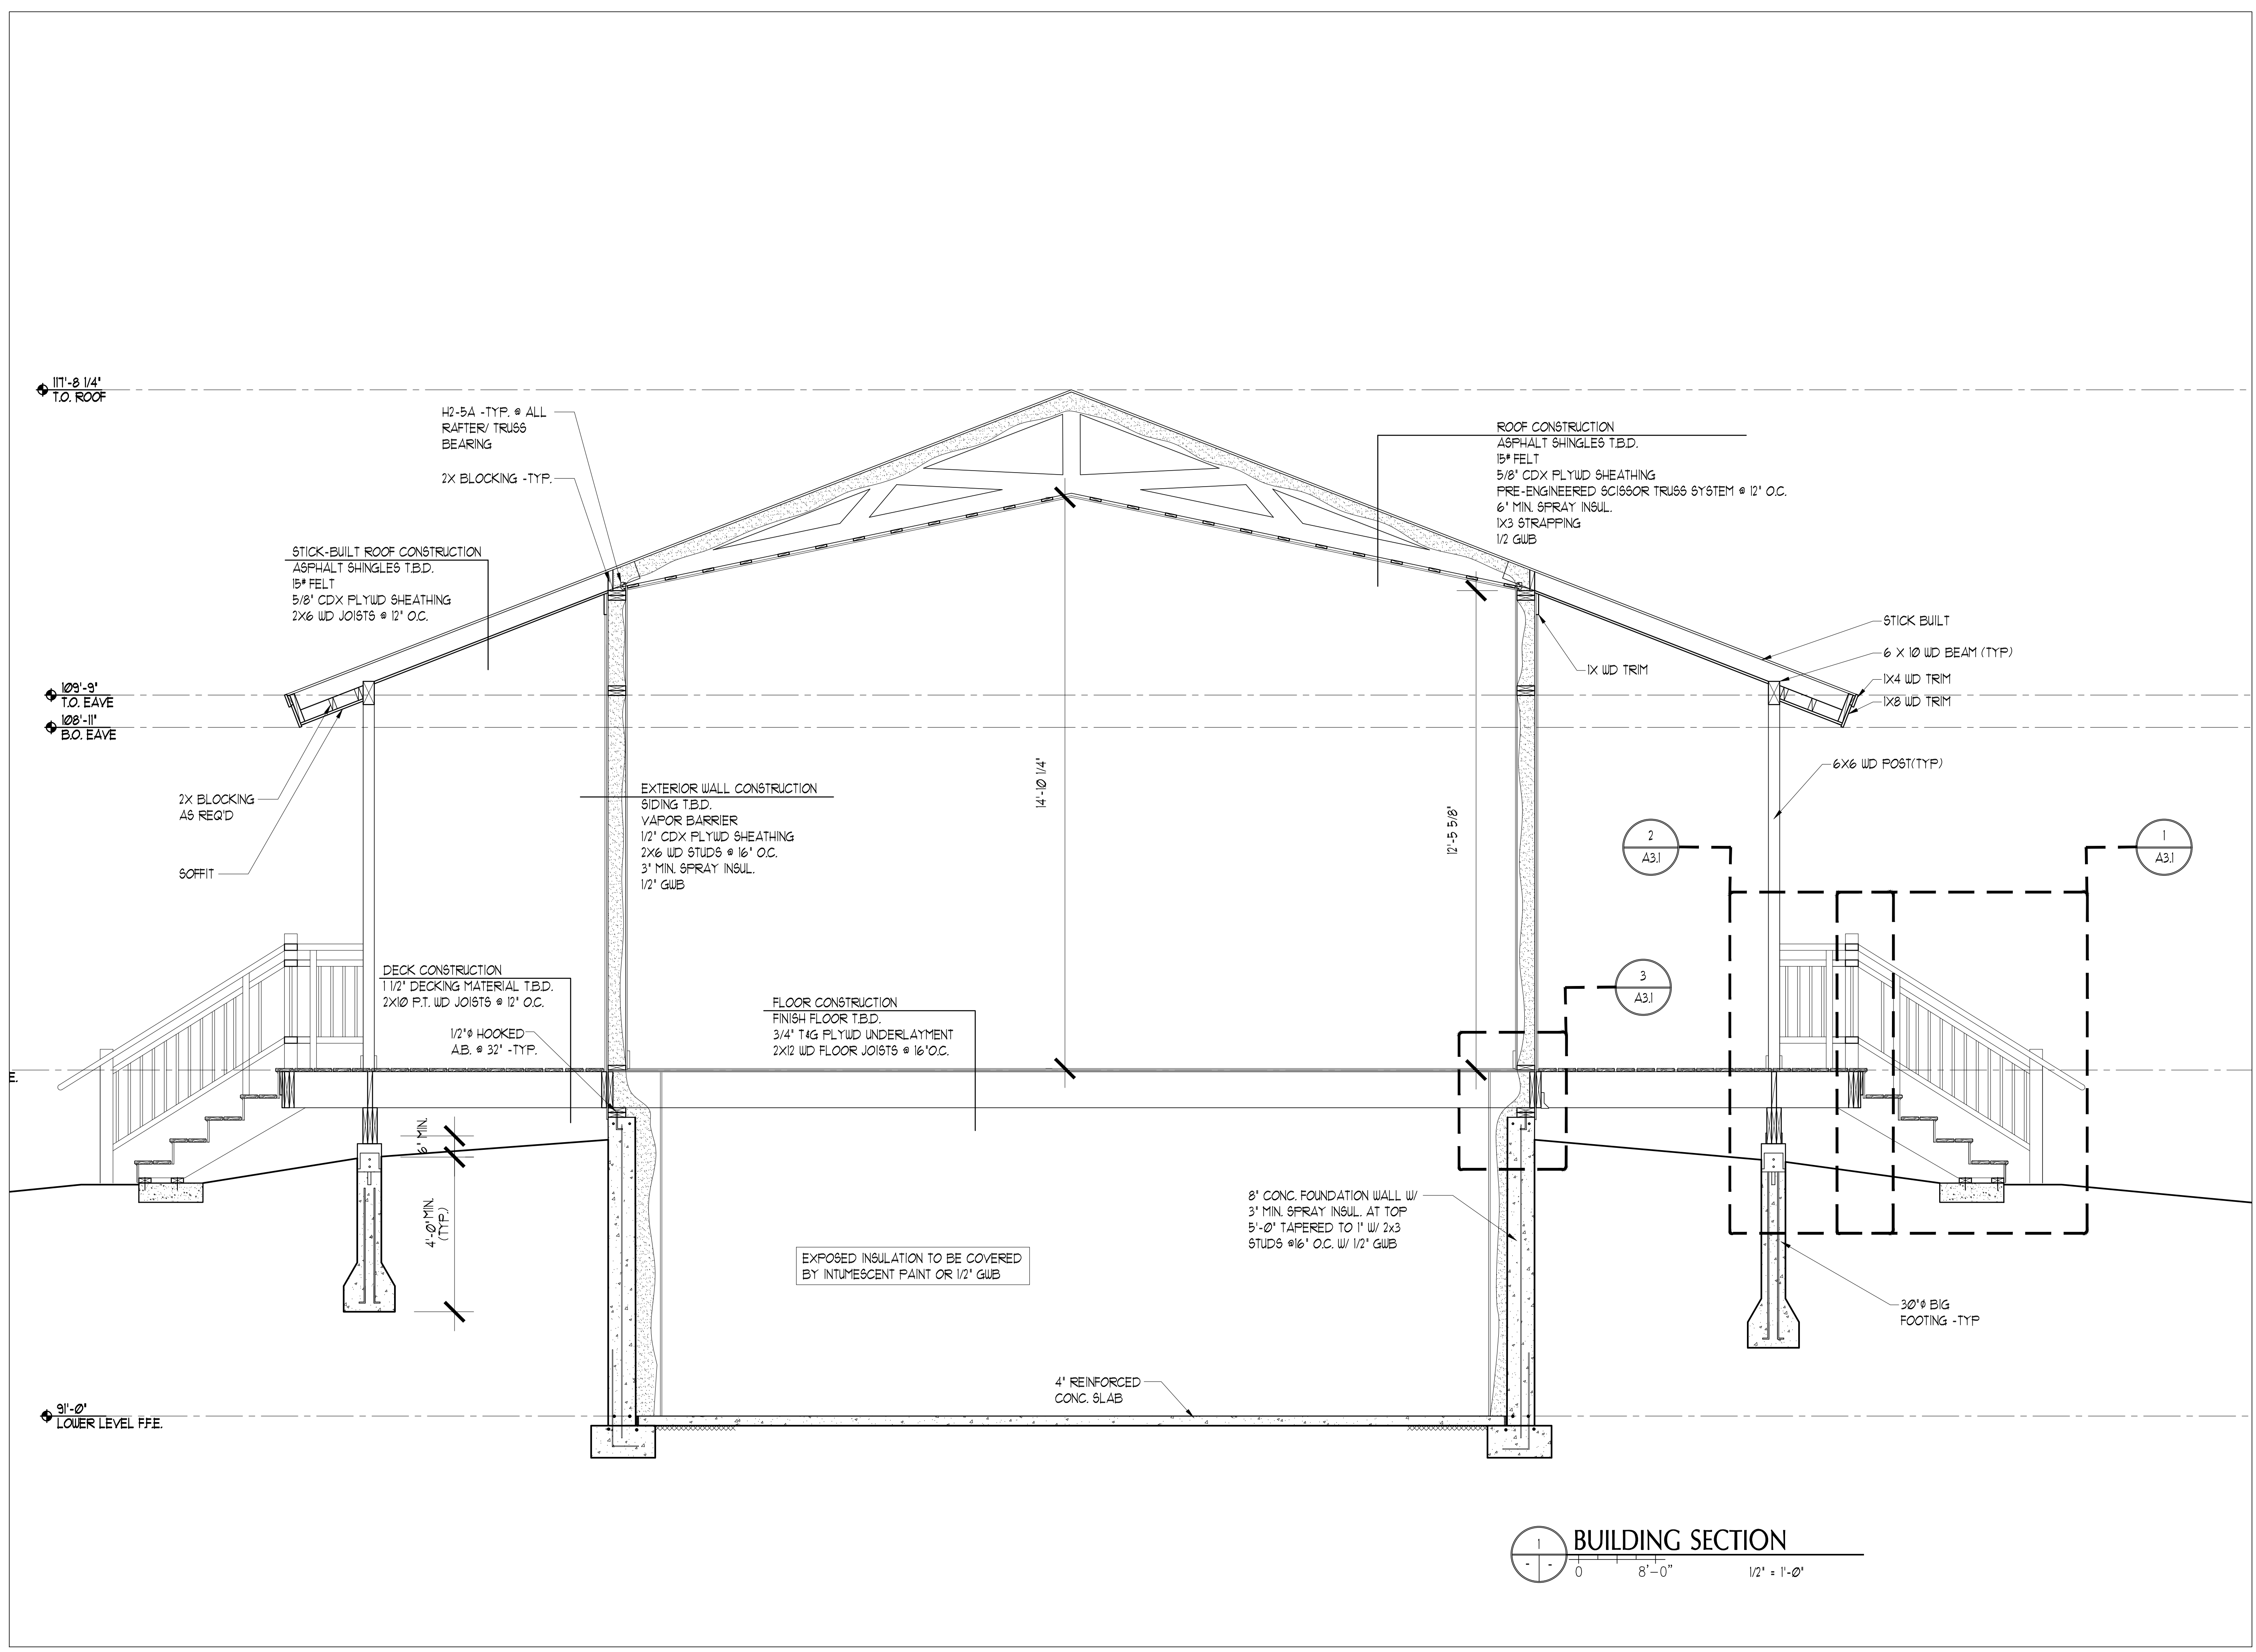 117'-8 1/4"
T.O. ROOF
H2-5A -TYP. @ ALL
RAFTER/ TRUSS
BEARING
2X BLOCKING -TYP.
ROOF CONSTRUCTION
ASPHALT SHINGLES T.B.D.
15# FELT
5/8" CDX PLYWD SHEATHING
PRE-ENGINEERED SCISSOR TRUSS SYSTEM @ 12" O.C.
6" MIN. SPRAY INSUL.
1X3 STRAPPING
1/2 GWB
STICK-BUILT ROOF CONSTRUCTION
ASPHALT SHINGLES T.B.D.
15# FELT
5/8" CDX PLYWD SHEATHING
2X6 WD JOISTS @ 12" O.C.
STICK BUILT
6 X 10 WD BEAM (TYP)
1X WD TRIM
1X4 WD TRIM
1X8 WD TRIM
109'-9"
T.O. EAVE
108'-11"
B.O. EAVE
6X6 WD POST(TYP)
2X BLOCKING
AS REQ'D
SOFFIT
EXTERIOR WALL CONSTRUCTION
SIDING T.B.D.
VAPOR BARRIER
1/2" CDX PLYWD SHEATHING
2X6 WD STUDS @ 16" O.C.
3" MIN. SPRAY INSUL.
1/2" GWB
14'-10 1/4"
12'-5 5/8"
2
A3.1
1
A3.1
3
A3.1
DECK CONSTRUCTION
1 1/2" DECKING MATERIAL T.B.D.
2X10 P.T. WD JOISTS @ 12" O.C.
1/2"Ø HOOKED
A.B. @ 32" -TYP.
FLOOR CONSTRUCTION
FINISH FLOOR T.B.D.
3/4" T&G PLYWD UNDERLAYMENT
2X12 WD FLOOR JOISTS @ 16"O.C.
E.
6" MIN.
4'-0"MIN.
(TYP.)
8" CONC. FOUNDATION WALL W/
3" MIN. SPRAY INSUL. AT TOP
5'-0" TAPERED TO 1" W/ 2x3
STUDS @16" O.C. W/ 1/2" GWB
EXPOSED INSULATION TO BE COVERED
BY INTUMESCENT PAINT OR 1/2" GWB
30"Ø BIG
FOOTING -TYP
4" REINFORCED
CONC. SLAB
91'-0"
LOWER LEVEL F.F.E.
1
- -
BUILDING SECTION
0 8'-0" 1/2" = 1'-0"